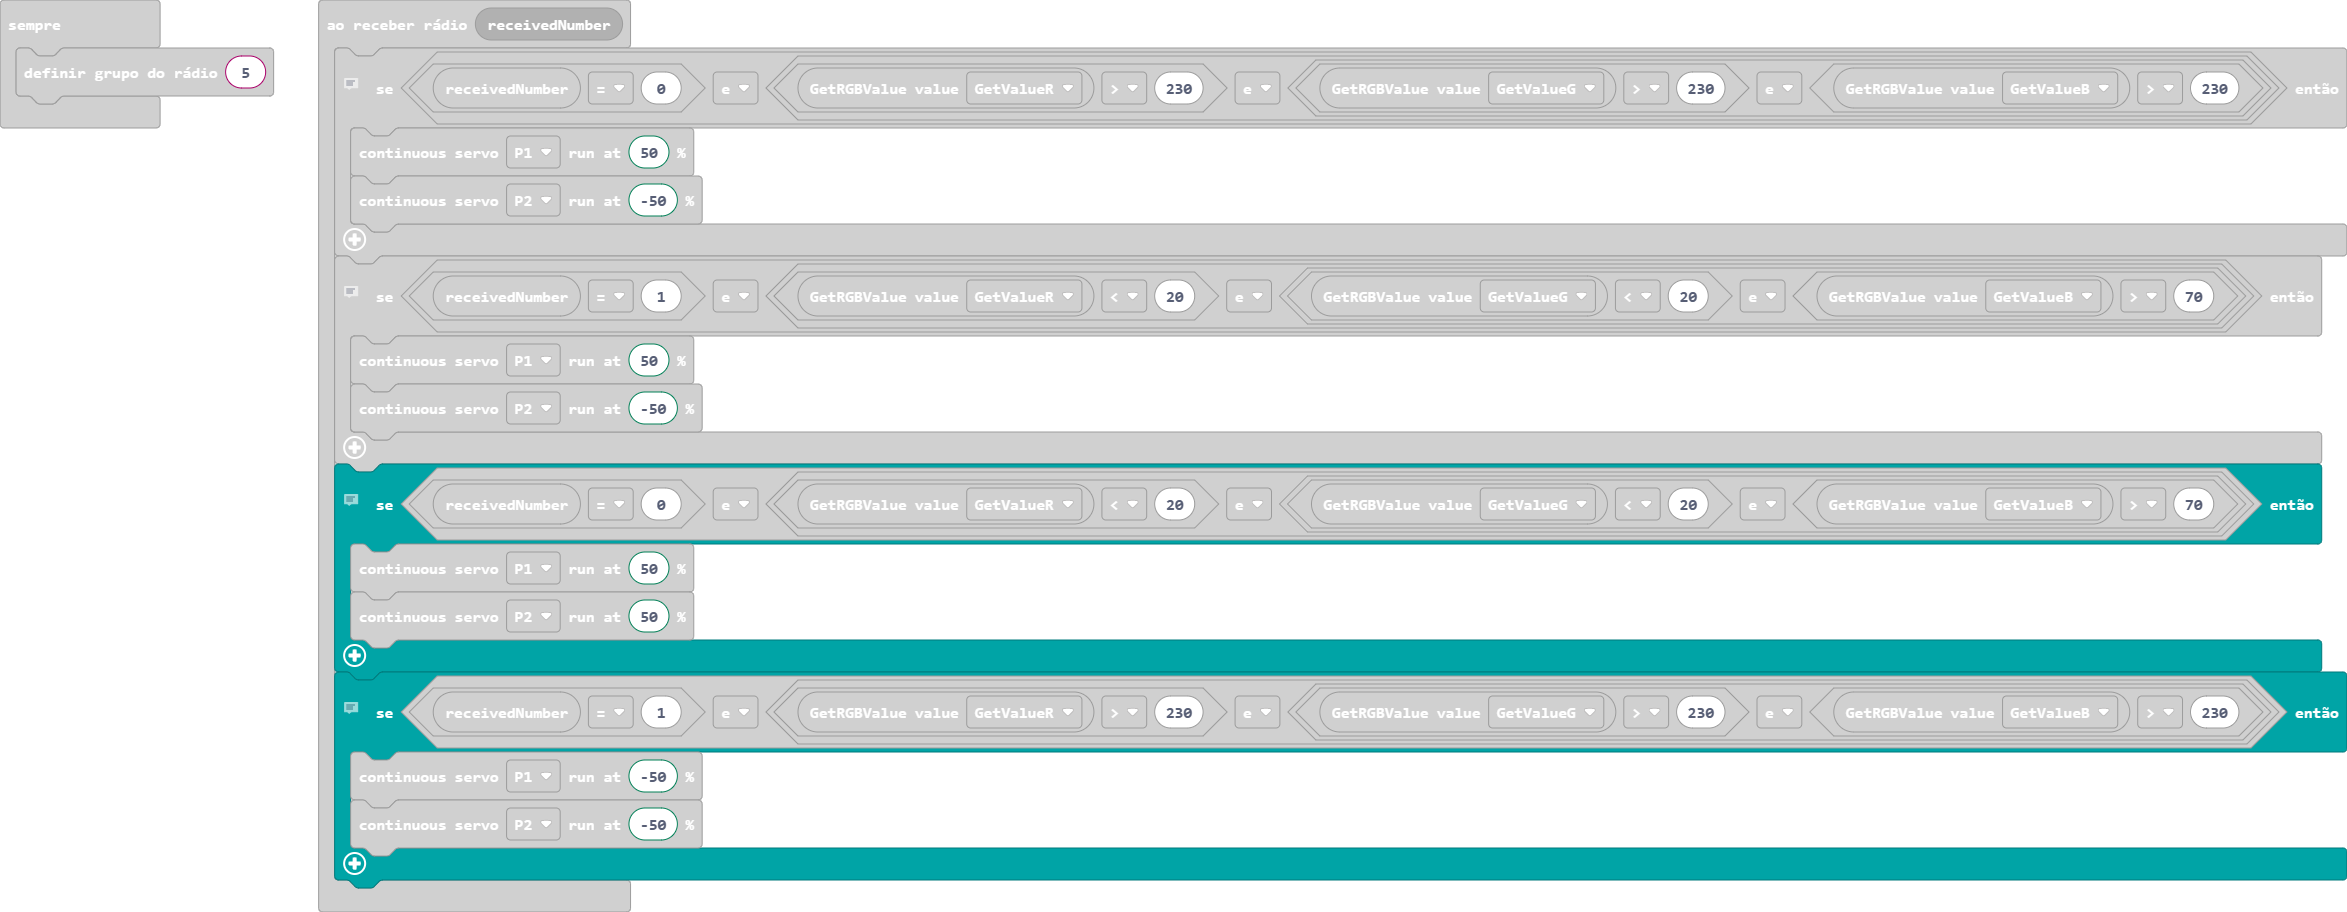 sempre
definir grupo do rádio 5
ao receber rádio receivedNumber
se receivedNumber = 0 e GetRGBValue value GetValueR > 230 e GetRGBValue value GetValueG > 230 e GetRGBValue value GetValueB > 230 então
continuous servo P1 run at 50 %
continuous servo P2 run at -50 %
se receivedNumber = 1 e GetRGBValue value GetValueR < 20 e GetRGBValue value GetValueG < 20 e GetRGBValue value GetValueB > 70 então
continuous servo P1 run at 50 %
continuous servo P2 run at -50 %
se receivedNumber = 0 e GetRGBValue value GetValueR < 20 e GetRGBValue value GetValueG < 20 e GetRGBValue value GetValueB > 70 então
continuous servo P1 run at 50 %
continuous servo P2 run at 50 %
se receivedNumber = 1 e GetRGBValue value GetValueR > 230 e GetRGBValue value GetValueG > 230 e GetRGBValue value GetValueB > 230 então
continuous servo P1 run at -50 %
continuous servo P2 run at -50 %